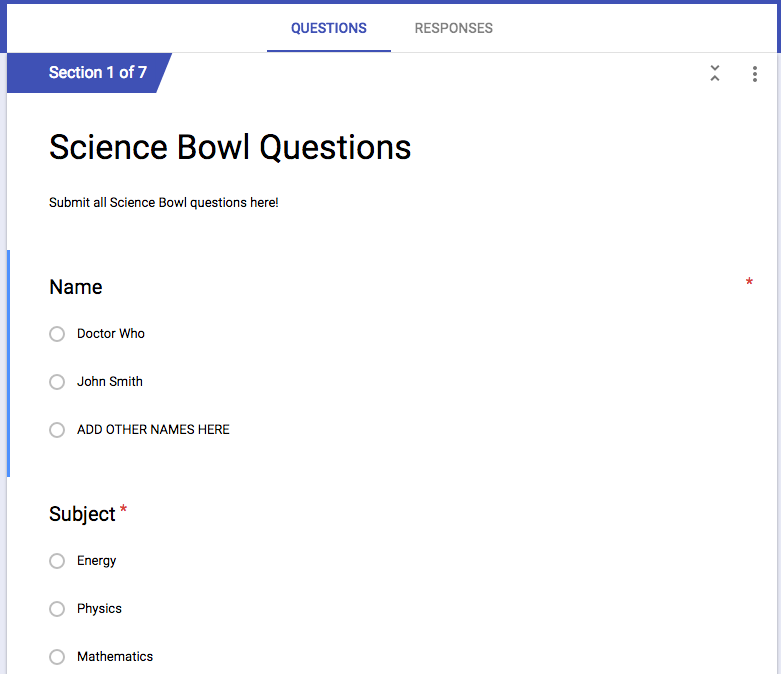 QUESTIONS RESPONSES
Section 1 of 7
Science Bowl Questions
Submit all Science Bowl questions here!
Name *
Doctor Who
John Smith
ADD OTHER NAMES HERE
Subject *
Energy
Physics
Mathematics